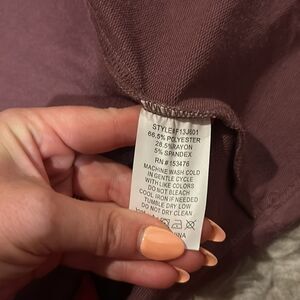 STYLE#F13J601
66.5% POLYESTER
28.5%RAYON
5% SPANDEX
RN # 153476
MACHINE WASH COLD
IN GENTLE CYCLE
WITH LIKE COLORS
DO NOT BLEACH
COOL IRON IF NEEDED
TUMBLE DRY LOW
DO NOT DRY CLEAN